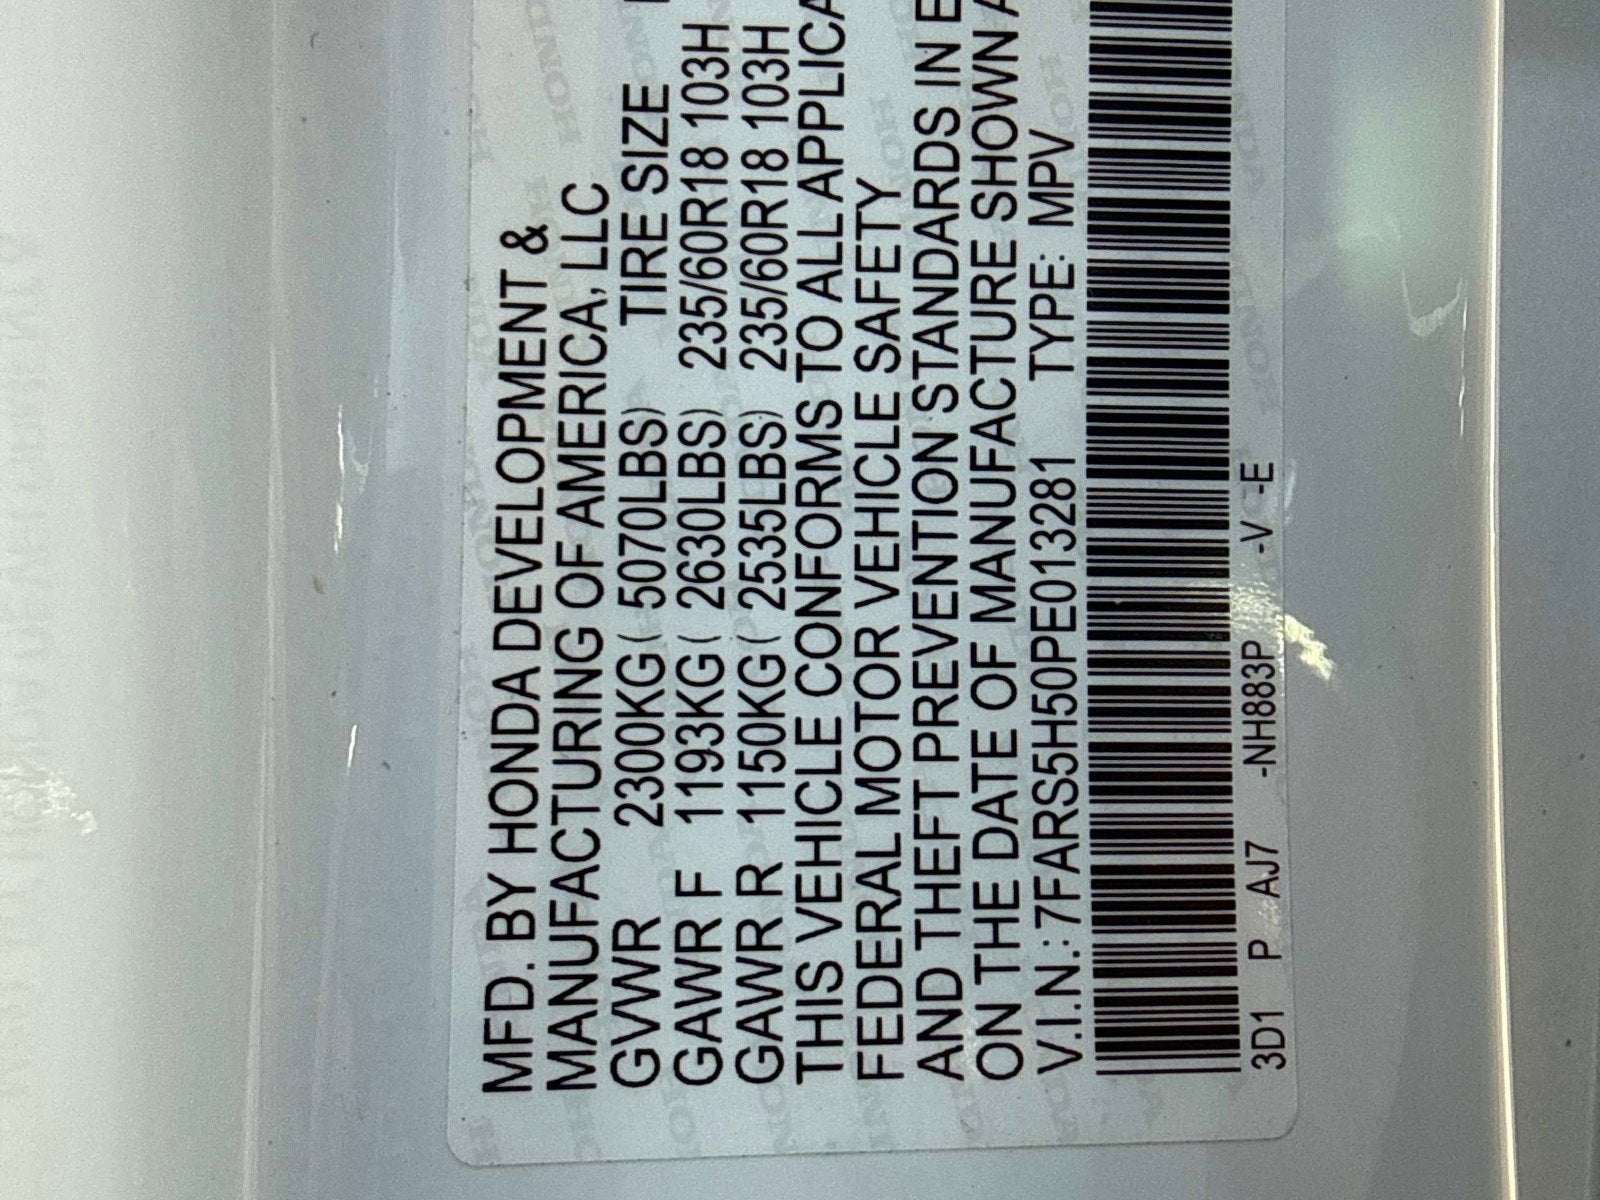 MFD. BY HONDA DEVELOPMENT &
MANUFACTURING OF AMERICA, LLC
GVWR 2300KG ( 5070LBS) TIRE SIZE
GAWR F 1193KG ( 2630LBS) 235/60R18 103H
GAWR R 1150KG ( 2535LBS) 235/60R18 103H
THIS VEHICLE CONFORMS TO ALL APPLICA
FEDERAL MOTOR VEHICLE SAFETY
AND THEFT PREVENTION STANDARDS IN E
ON THE DATE OF MANUFACTURE SHOWN A
V.I.N.: 7FARS5H50PE013281 TYPE: MPV
3D1 P AJ7 -NH883P -V -E